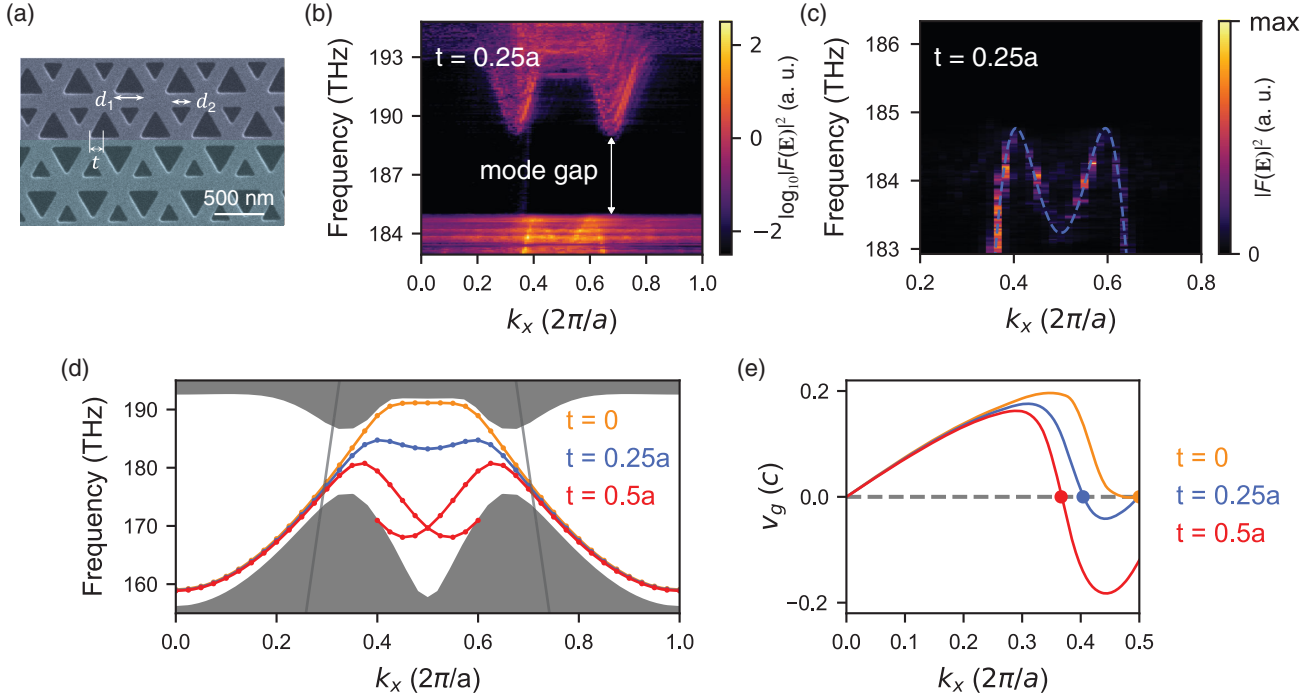 (a)
d₁
d₂
t
500 nm
(b)
t = 0.25a
mode gap
Frequency (THz)
193
190
187
184
0.0 0.2 0.4 0.6 0.8 1.0
kₓ (2π/a)
2
0
−2
log₁₀|F(E)|² (a. u.)
(c)
t = 0.25a
Frequency (THz)
186
185
184
183
0.2 0.4 0.6 0.8
kₓ (2π/a)
max
0
|F(E)|² (a. u.)
(d)
Frequency (THz)
190
180
170
160
t = 0
t = 0.25a
t = 0.5a
0.0 0.2 0.4 0.6 0.8 1.0
kₓ (2π/a)
(e)
v_g (c)
0.2
0.0
−0.2
0.0 0.1 0.2 0.3 0.4 0.5
kₓ (2π/a)
t = 0
t = 0.25a
t = 0.5a